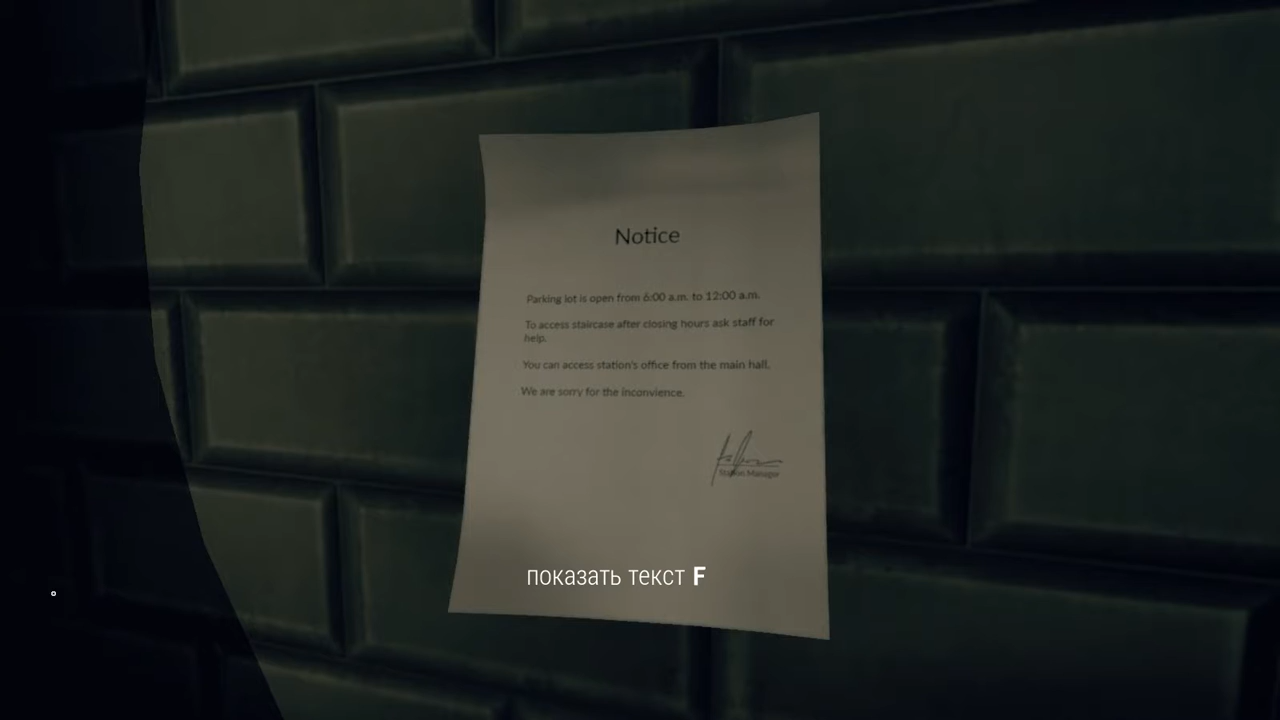 Notice
Parking lot is open from 6:00 a.m. to 12:00 a.m.
To access staircase after closing hours ask staff for
help.
You can access station's office from the main hall.
We are sorry for the inconvience.
Station Manager
показать текст F